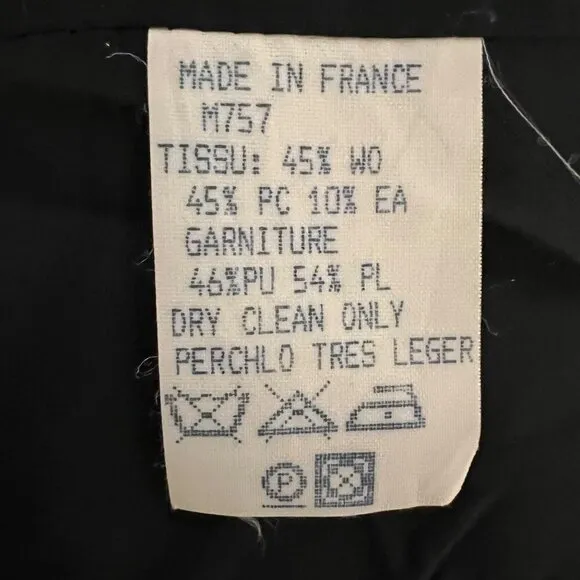 MADE IN FRANCE
M757
TISSU: 45% WO
45% PC 10% EA
GARNITURE
46%PU 54% PL
DRY CLEAN ONLY
PERCHLO TRES LEGER
P